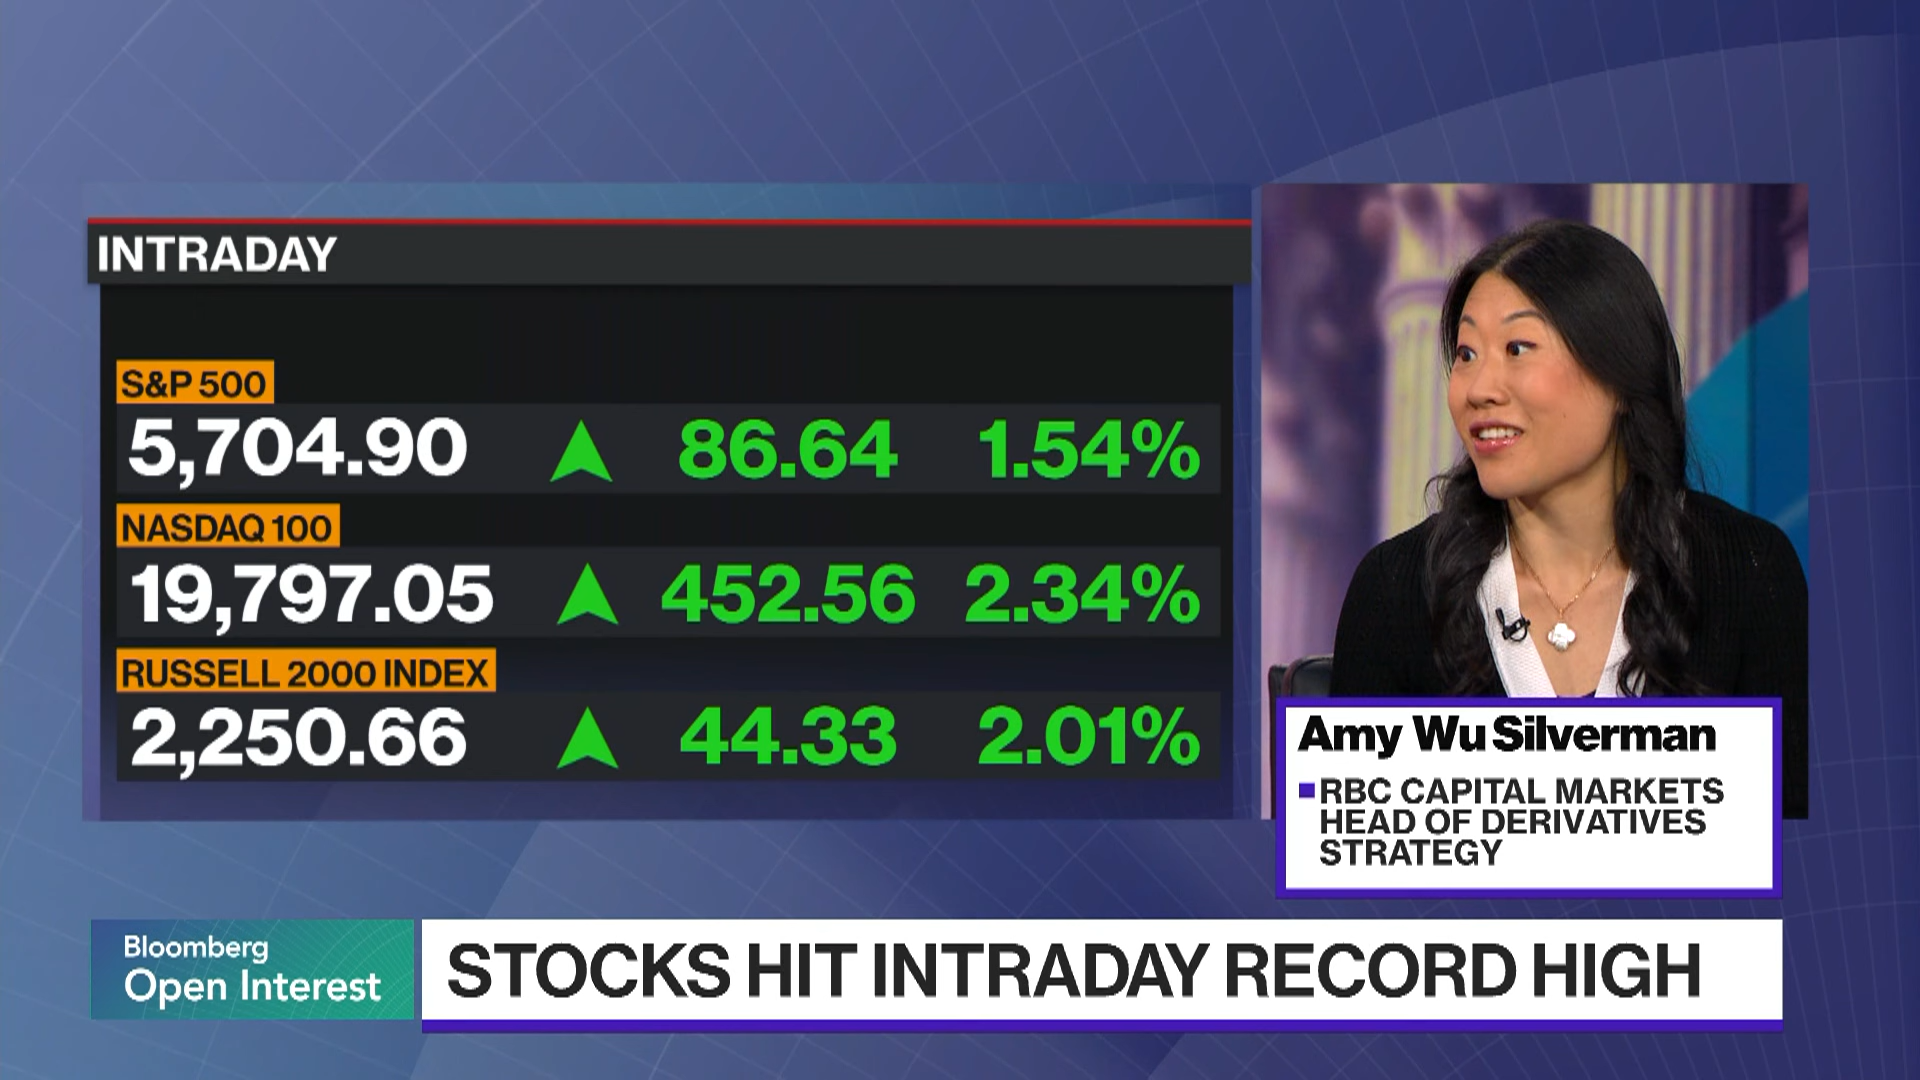 INTRADAY
S&P 500
5,704.90 ▲ 86.64 1.54%
NASDAQ 100
19,797.05 ▲ 452.56 2.34%
RUSSELL 2000 INDEX
2,250.66 ▲ 44.33 2.01%
Amy Wu Silverman
RBC CAPITAL MARKETS
HEAD OF DERIVATIVES
STRATEGY
Bloomberg
Open Interest
STOCKS HIT INTRADAY RECORD HIGH